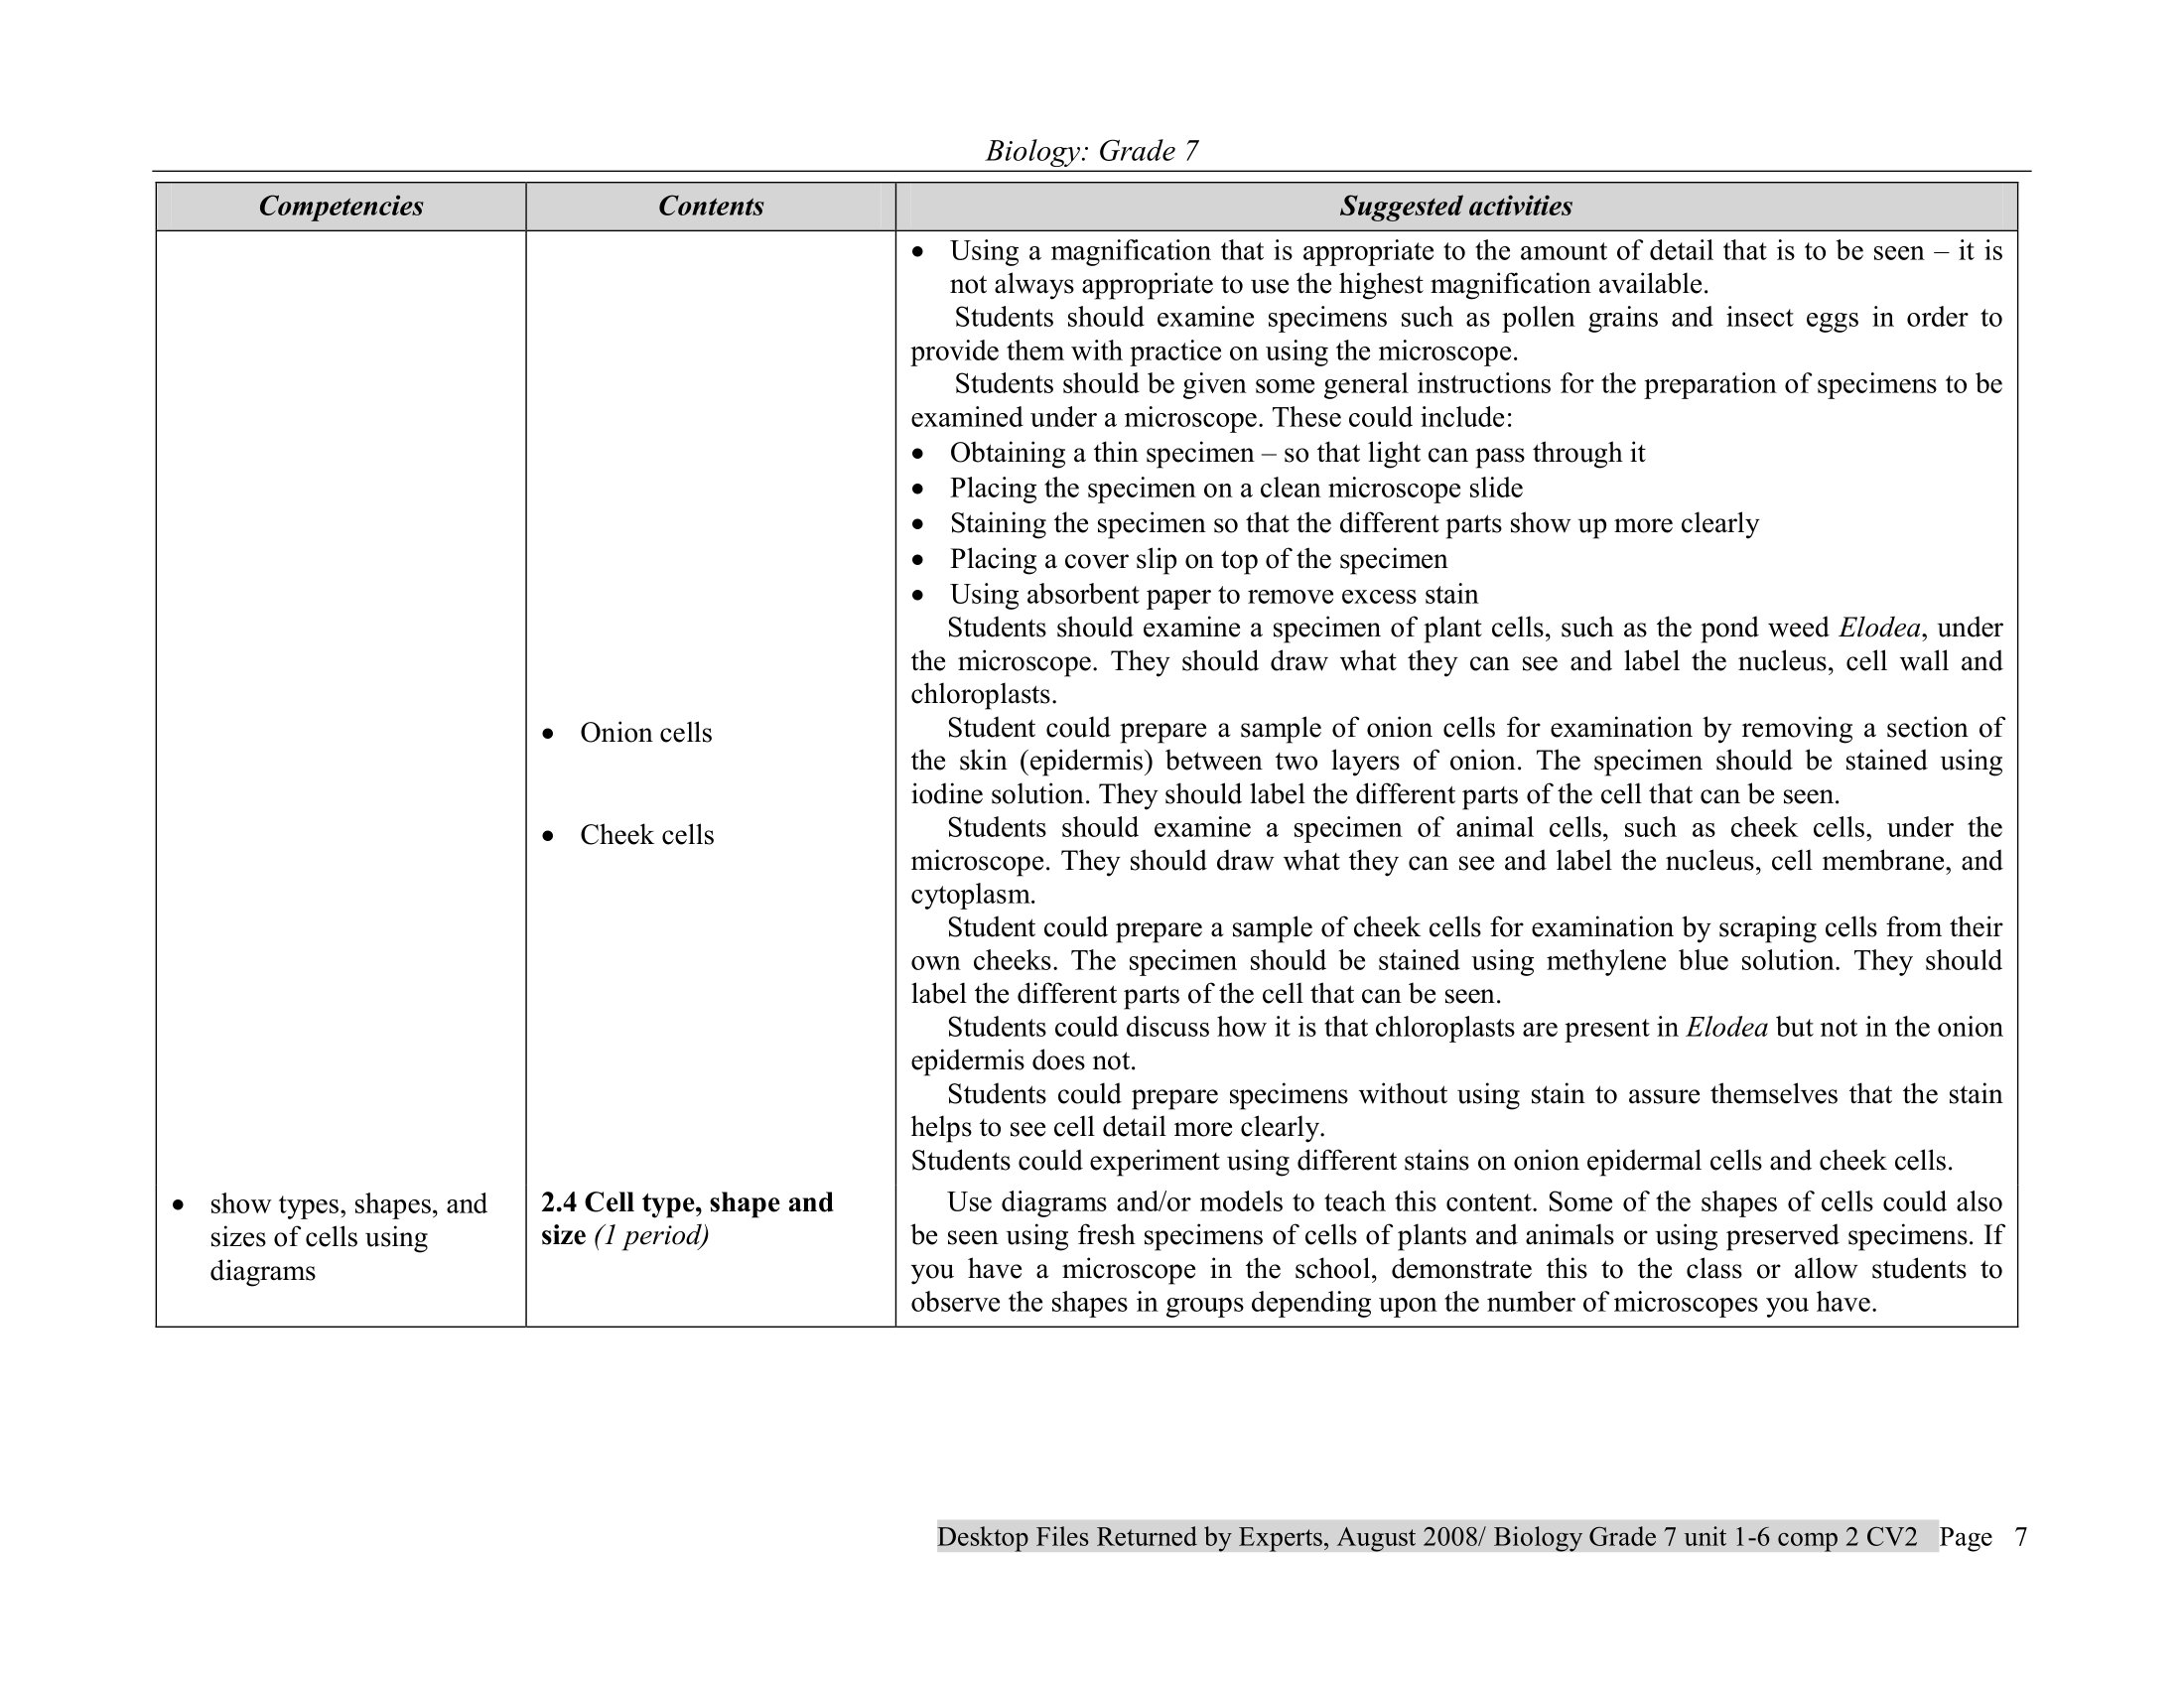 Biology: Grade 7
Competencies
Contents
Suggested activities
• Using a magnification that is appropriate to the amount of detail that is to be seen – it is
not always appropriate to use the highest magnification available.
Students should examine specimens such as pollen grains and insect eggs in order to
provide them with practice on using the microscope.
Students should be given some general instructions for the preparation of specimens to be
examined under a microscope. These could include:
• Obtaining a thin specimen – so that light can pass through it
• Placing the specimen on a clean microscope slide
• Staining the specimen so that the different parts show up more clearly
• Placing a cover slip on top of the specimen
• Using absorbent paper to remove excess stain
Students should examine a specimen of plant cells, such as the pond weed Elodea, under
the microscope. They should draw what they can see and label the nucleus, cell wall and
chloroplasts.
• Onion cells
Student could prepare a sample of onion cells for examination by removing a section of
the skin (epidermis) between two layers of onion. The specimen should be stained using
iodine solution. They should label the different parts of the cell that can be seen.
• Cheek cells
Students should examine a specimen of animal cells, such as cheek cells, under the
microscope. They should draw what they can see and label the nucleus, cell membrane, and
cytoplasm.
Student could prepare a sample of cheek cells for examination by scraping cells from their
own cheeks. The specimen should be stained using methylene blue solution. They should
label the different parts of the cell that can be seen.
Students could discuss how it is that chloroplasts are present in Elodea but not in the onion
epidermis does not.
Students could prepare specimens without using stain to assure themselves that the stain
helps to see cell detail more clearly.
Students could experiment using different stains on onion epidermal cells and cheek cells.
• show types, shapes, and
sizes of cells using
diagrams
2.4 Cell type, shape and
size (1 period)
Use diagrams and/or models to teach this content. Some of the shapes of cells could also
be seen using fresh specimens of cells of plants and animals or using preserved specimens. If
you have a microscope in the school, demonstrate this to the class or allow students to
observe the shapes in groups depending upon the number of microscopes you have.
Desktop Files Returned by Experts, August 2008/ Biology Grade 7 unit 1-6 comp 2 CV2 Page 7